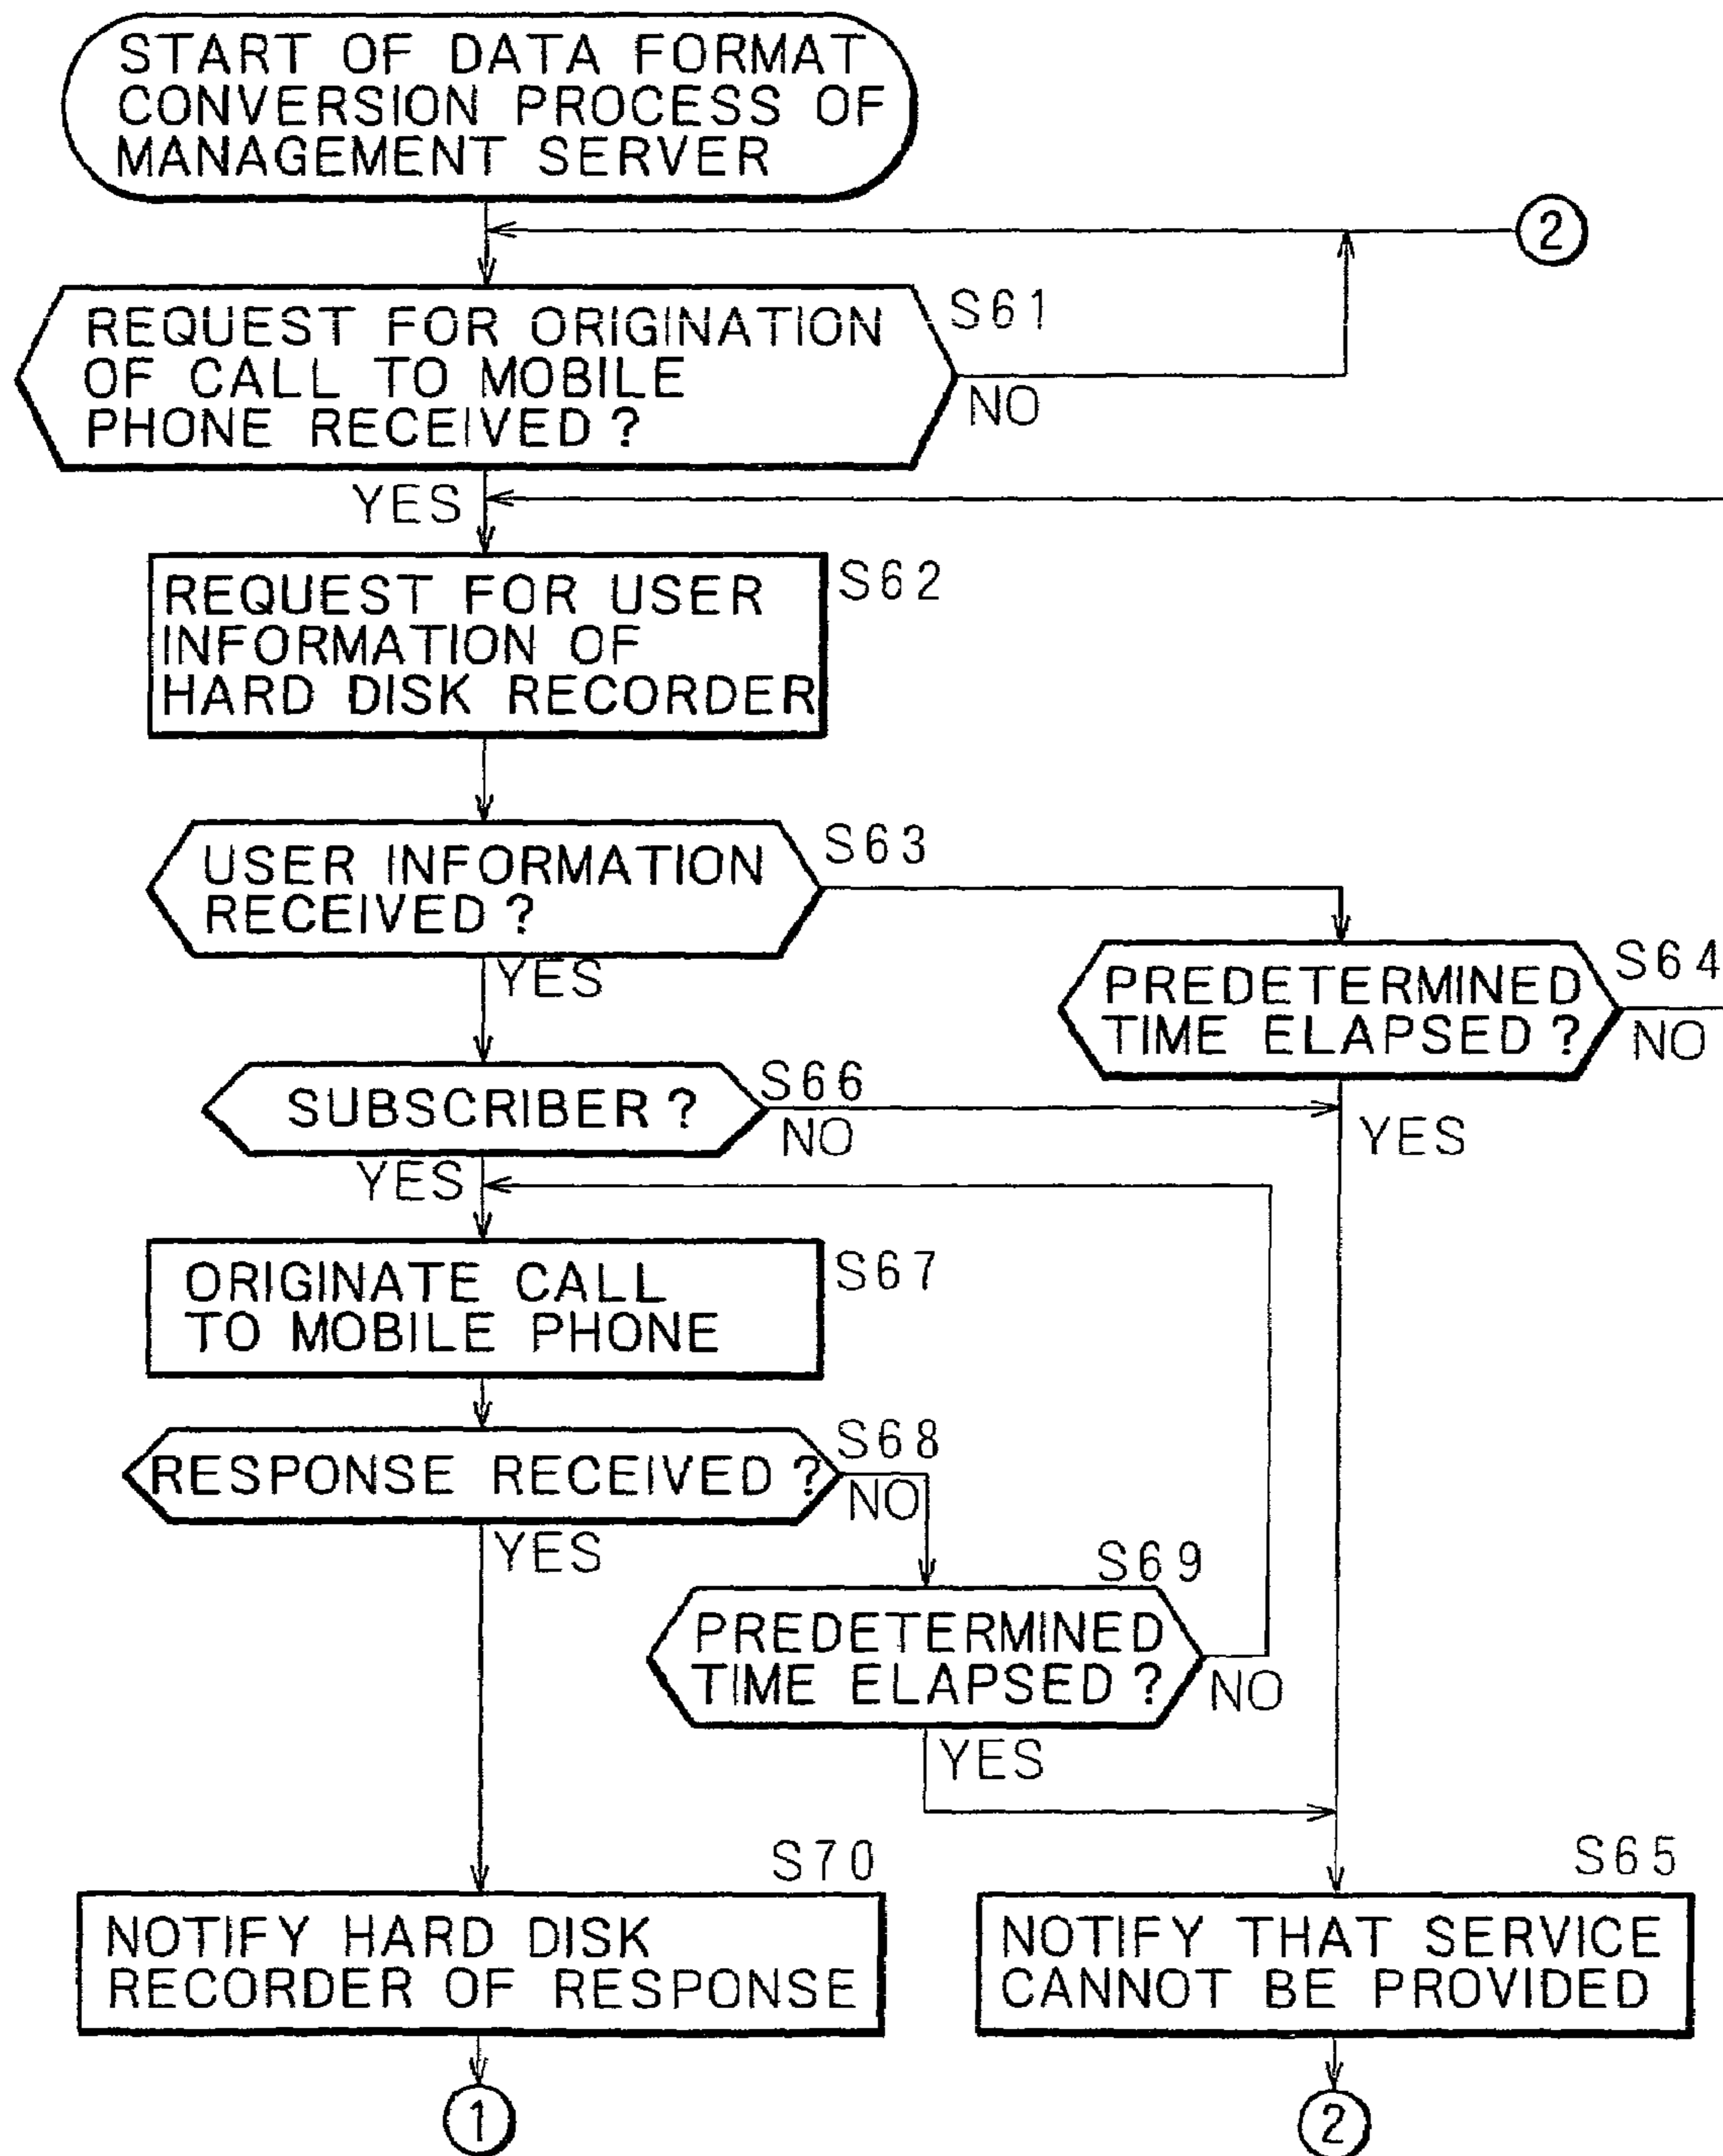 START OF DATA FORMAT
CONVERSION PROCESS OF
MANAGEMENT SERVER
2
REQUEST FOR ORIGINATION
OF CALL TO MOBILE
PHONE RECEIVED?
S61
NO
YES
REQUEST FOR USER
INFORMATION OF
HARD DISK RECORDER
S62
USER INFORMATION
RECEIVED?
S63
YES
PREDETERMINED
TIME ELAPSED?
S64
NO
YES
SUBSCRIBER?
S66
NO
YES
ORIGINATE CALL
TO MOBILE PHONE
S67
RESPONSE RECEIVED?
S68
NO
YES
S69
PREDETERMINED
TIME ELAPSED?
NO
YES
S70
NOTIFY HARD DISK
RECORDER OF RESPONSE
S65
NOTIFY THAT SERVICE
CANNOT BE PROVIDED
1
2